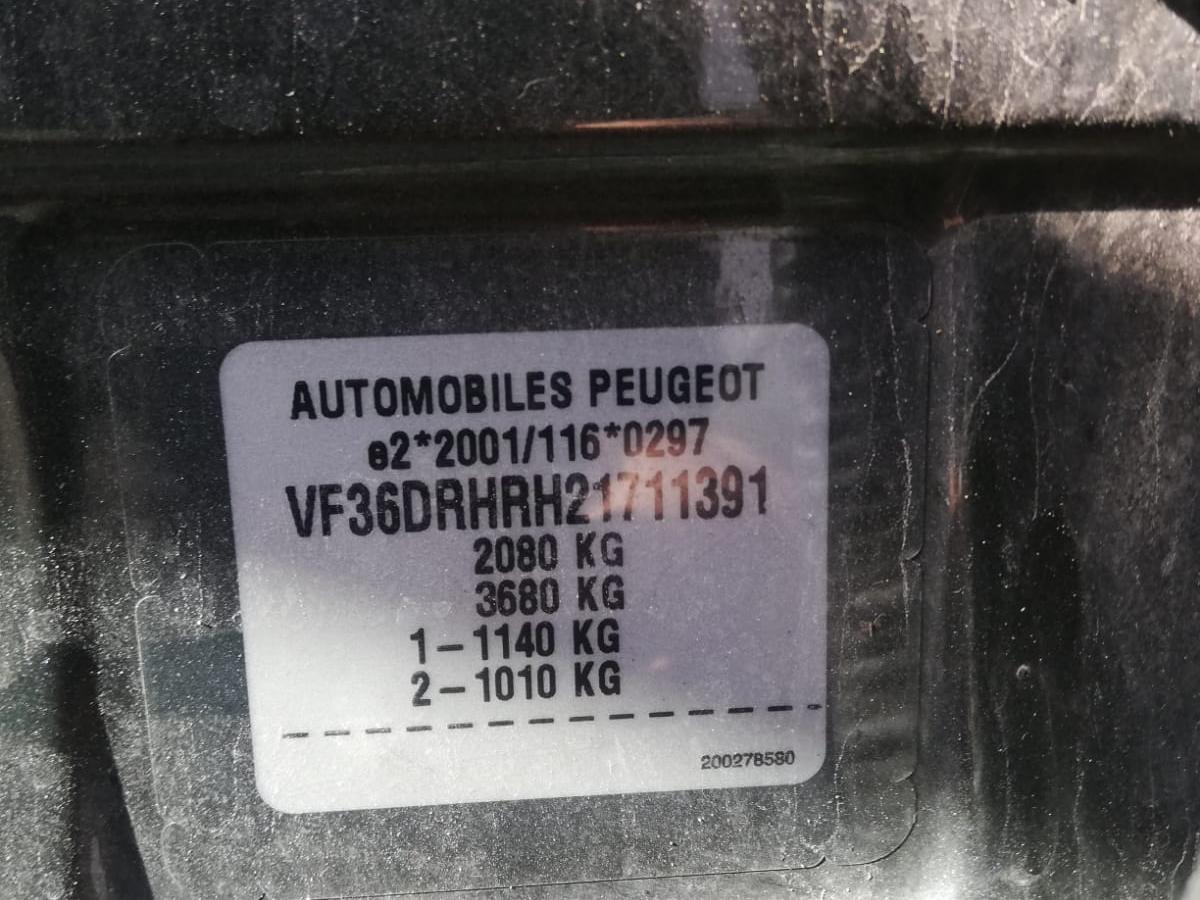 AUTOMOBILES PEUGEOT
e2*2001/116*0297
VF36DRHRH21711391
2080 KG
3680 KG
1-1140 KG
2-1010 KG
200278580